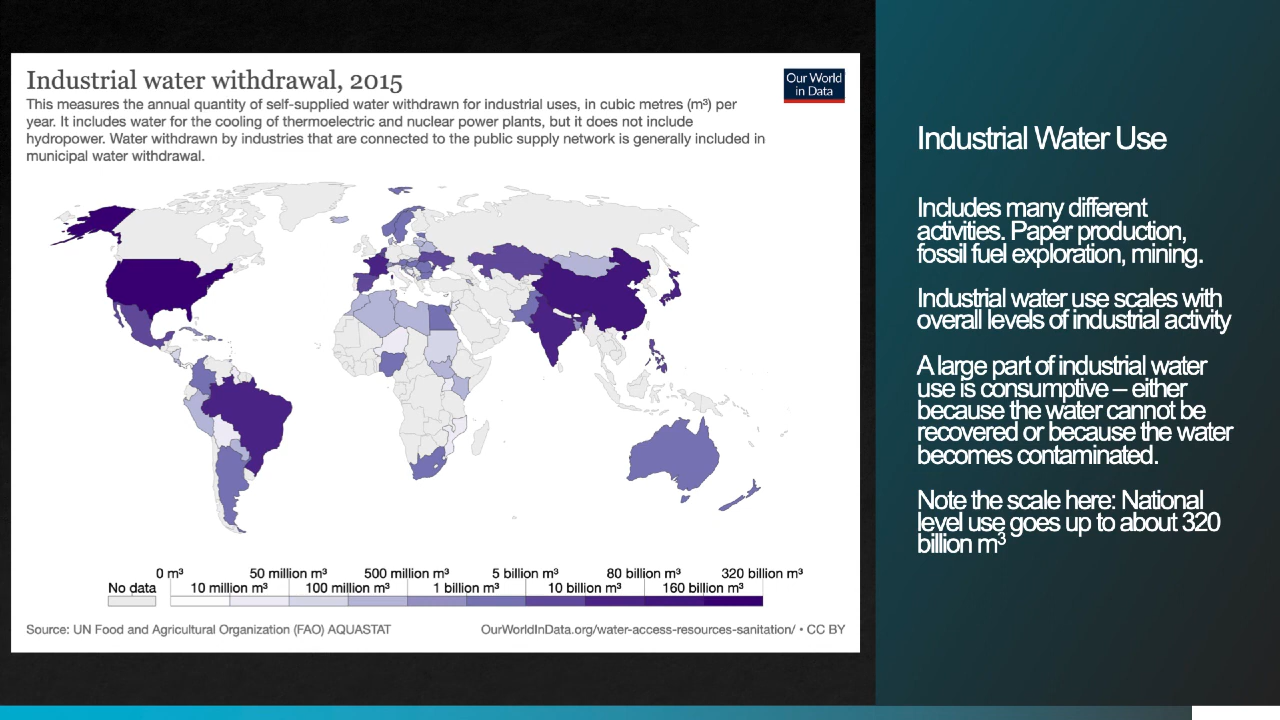 Industrial water withdrawal, 2015
Our World
in Data
This measures the annual quantity of self-supplied water withdrawn for industrial uses, in cubic metres (m³) per
year. It includes water for the cooling of thermoelectric and nuclear power plants, but it does not include
hydropower. Water withdrawn by industries that are connected to the public supply network is generally included in
municipal water withdrawal.
0 m³ 50 million m³ 500 million m³ 5 billion m³ 80 billion m³ 320 billion m³
No data 10 million m³ 100 million m³ 1 billion m³ 10 billion m³ 160 billion m³
Source: UN Food and Agricultural Organization (FAO) AQUASTAT
OurWorldInData.org/water-access-resources-sanitation/ • CC BY
Industrial Water Use
Includes many different
activities. Paper production,
fossil fuel exploration, mining.
Industrial water use scales with
overall levels of industrial activity
A large part of industrial water
use is consumptive – either
because the water cannot be
recovered or because the water
becomes contaminated.
Note the scale here: National
level use goes up to about 320
billion m³